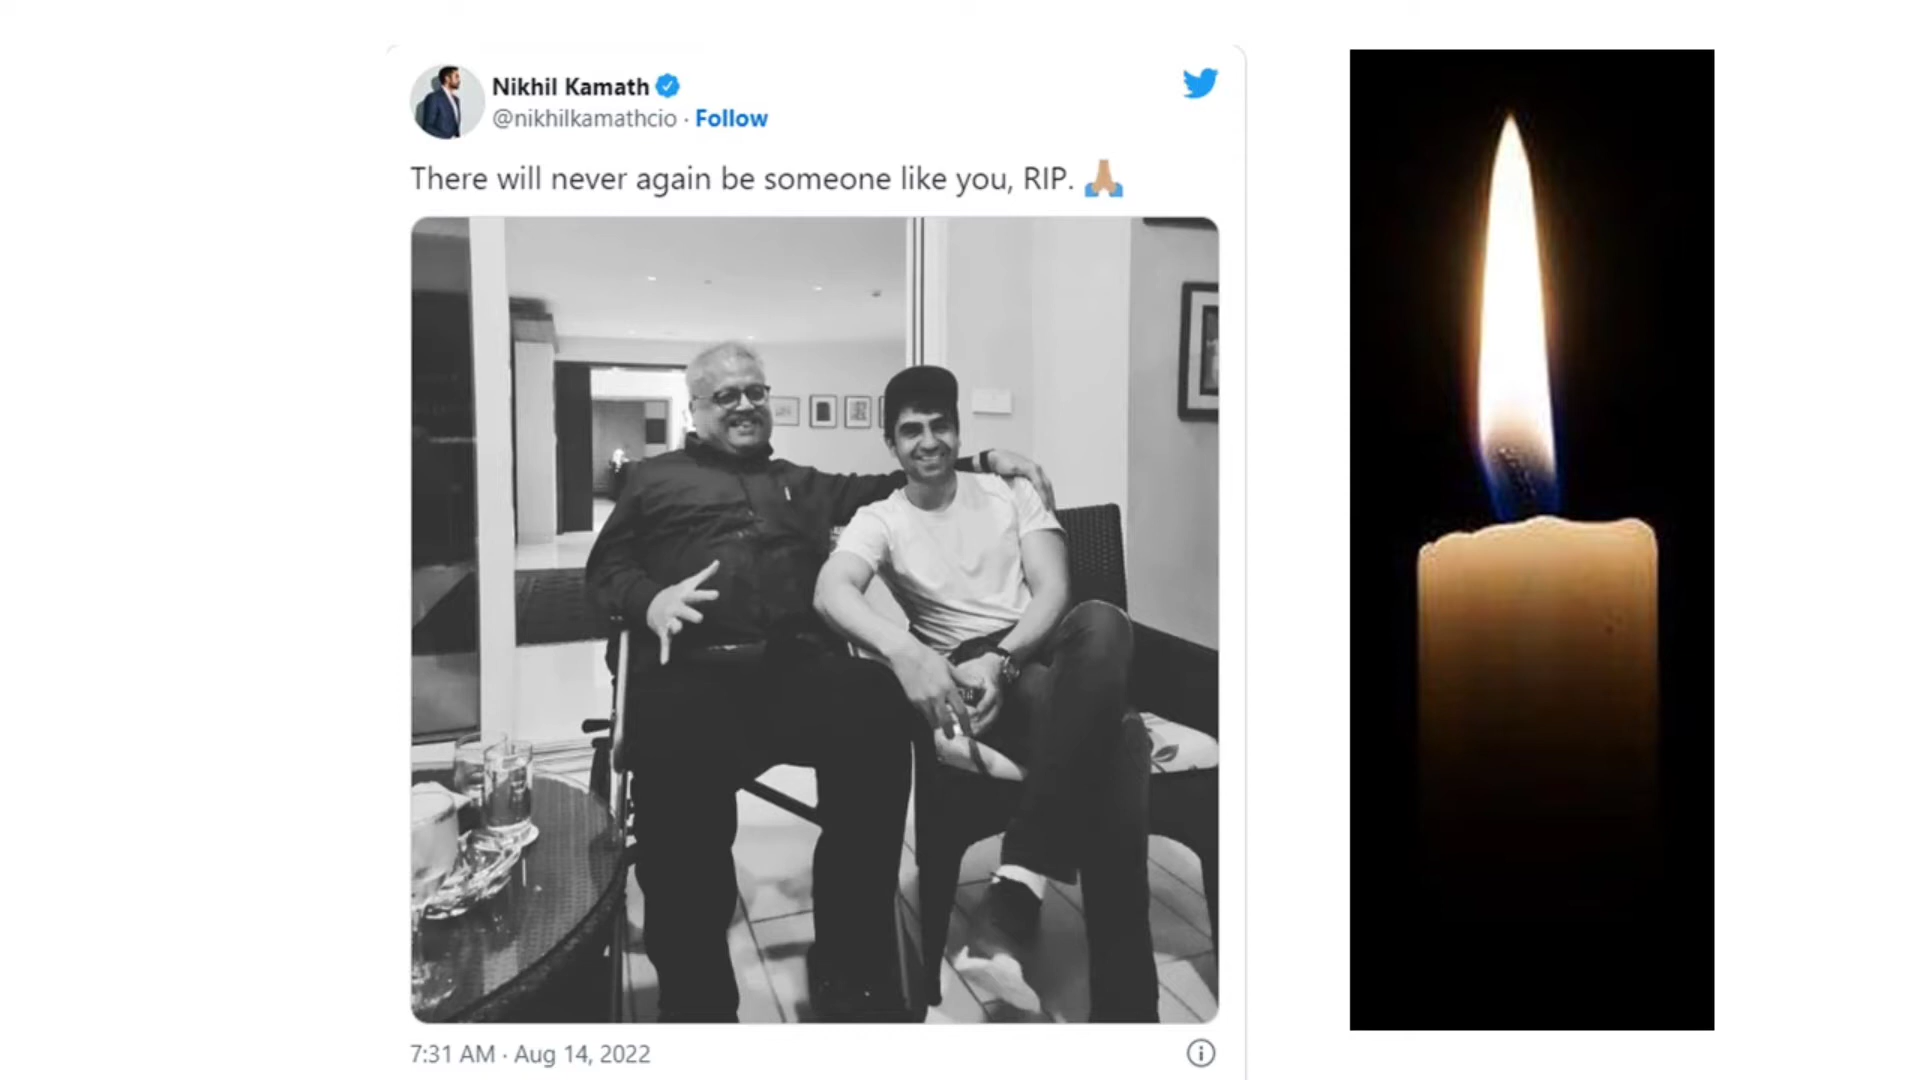 Nikhil Kamath
@nikhilkamathcio · Follow
There will never again be someone like you, RIP. 🙏🏽
7:31 AM · Aug 14, 2022